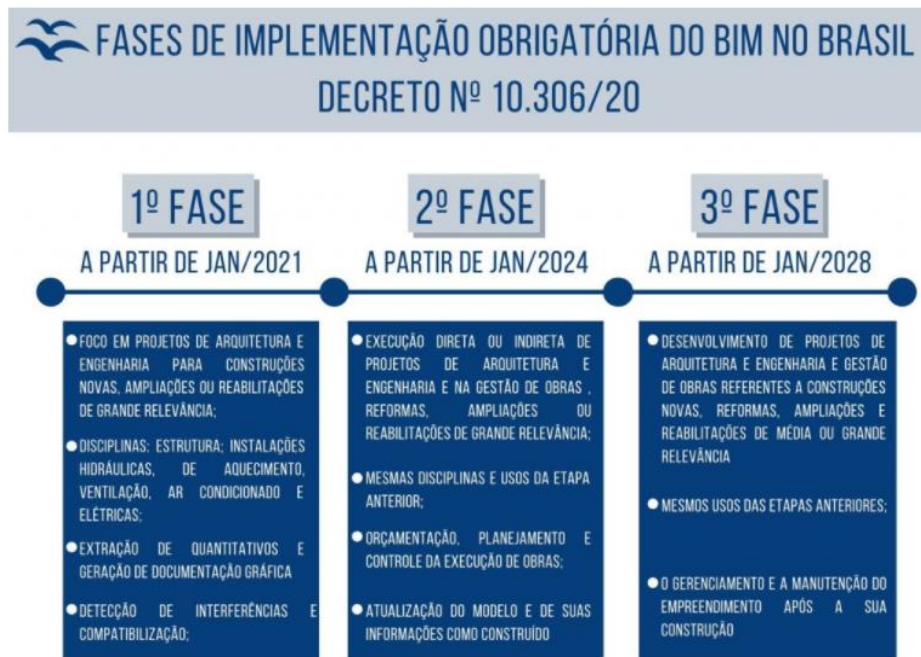 FASES DE IMPLEMENTAÇÃO OBRIGATÓRIA DO BIM NO BRASIL
DECRETO Nº 10.306/20
1º FASE
A PARTIR DE JAN/2021
FOCO EM PROJETOS DE ARQUITETURA E
ENGENHARIA PARA CONSTRUÇÕES
NOVAS, AMPLIAÇÕES OU REABILITAÇÕES
DE GRANDE RELEVÂNCIA;
DISCIPLINAS: ESTRUTURA; INSTALAÇÕES
HIDRÁULICAS, DE AQUECIMENTO,
VENTILAÇÃO, AR CONDICIONADO E
ELÉTRICAS;
EXTRAÇÃO DE QUANTITATIVOS E
GERAÇÃO DE DOCUMENTAÇÃO GRÁFICA
DETECÇÃO DE INTERFERÊNCIAS E
COMPATIBILIZAÇÃO;
2º FASE
A PARTIR DE JAN/2024
EXECUÇÃO DIRETA OU INDIRETA DE
PROJETOS DE ARQUITETURA E
ENGENHARIA E NA GESTÃO DE OBRAS ,
REFORMAS, AMPLIAÇÕES OU
REABILITAÇÕES DE GRANDE RELEVÂNCIA;
MESMAS DISCIPLINAS E USOS DA ETAPA
ANTERIOR;
ORÇAMENTAÇÃO, PLANEJAMENTO E
CONTROLE DA EXECUÇÃO DE OBRAS;
ATUALIZAÇÃO DO MODELO E DE SUAS
INFORMAÇÕES COMO CONSTRUÍDO
3º FASE
A PARTIR DE JAN/2028
DESENVOLVIMENTO DE PROJETOS DE
ARQUITETURA E ENGENHARIA E GESTÃO
DE OBRAS REFERENTES A CONSTRUÇÕES
NOVAS, REFORMAS, AMPLIAÇÕES E
REABILITAÇÕES DE MÉDIA OU GRANDE
RELEVÂNCIA
MESMOS USOS DAS ETAPAS ANTERIORES;
O GERENCIAMENTO E A MANUTENÇÃO DO
EMPREENDIMENTO APÓS A SUA
CONSTRUÇÃO